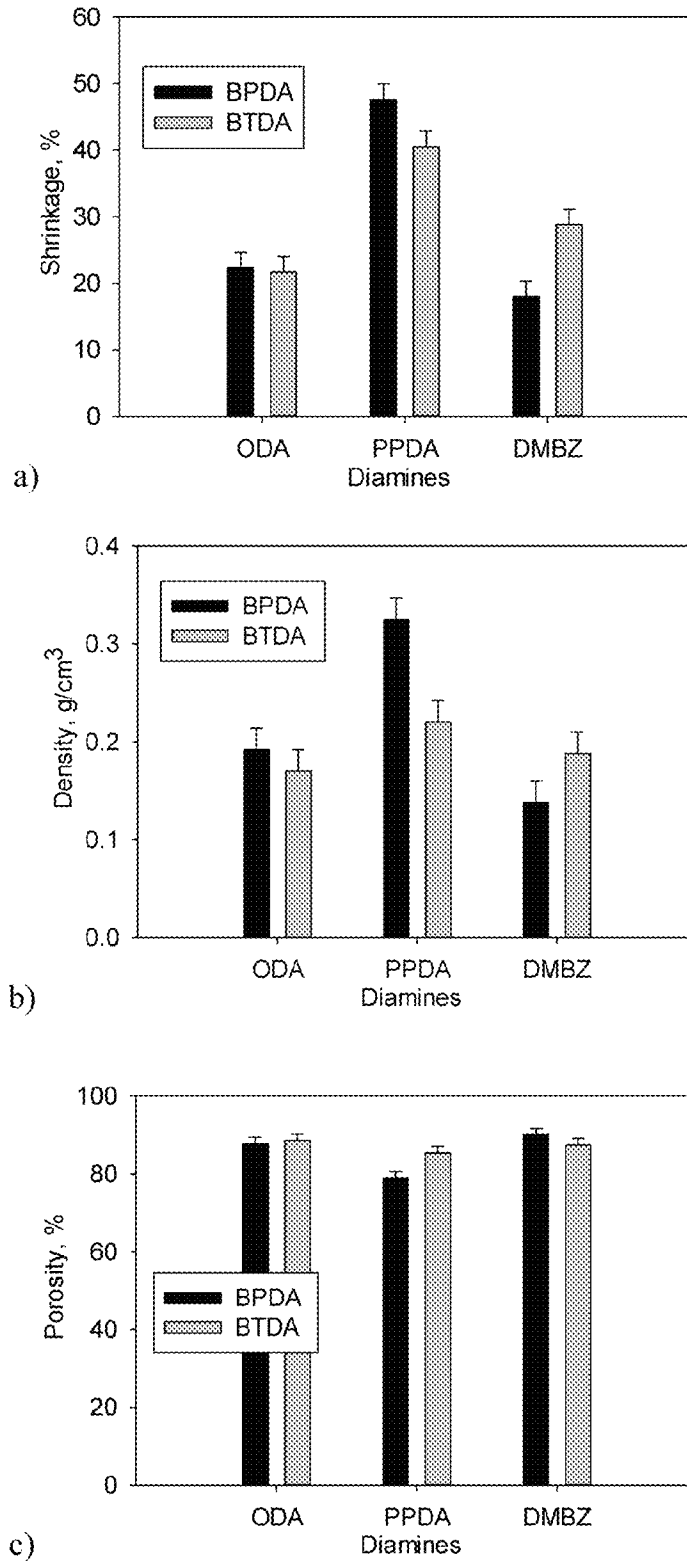 60
50
40
30
20
10
0
Shrinkage, %
BPDA
BTDA
ODA PPDA DMBZ
Diamines
a)
0.4
0.3
0.2
0.1
0.0
Density, g/cm³
BPDA
BTDA
ODA PPDA DMBZ
Diamines
b)
100
80
60
40
20
0
Porosity, %
BPDA
BTDA
ODA PPDA DMBZ
Diamines
c)